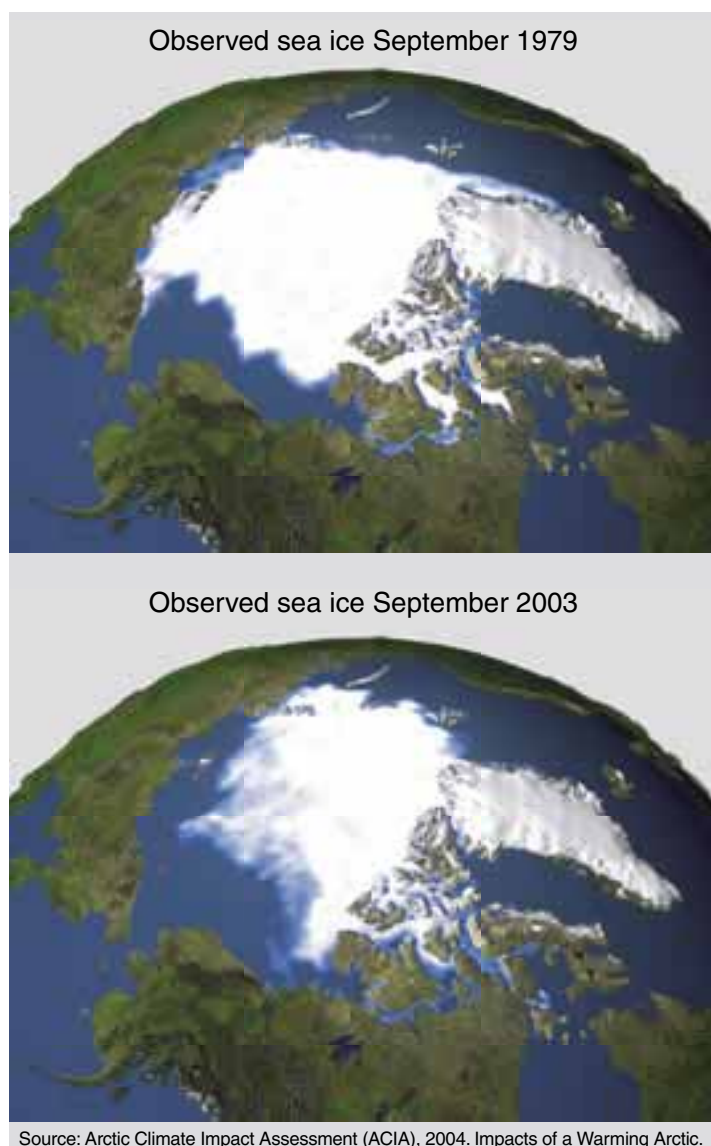 Observed sea ice September 1979
Observed sea ice September 2003
Source: Arctic Climate Impact Assessment (ACIA), 2004. Impacts of a Warming Arctic.